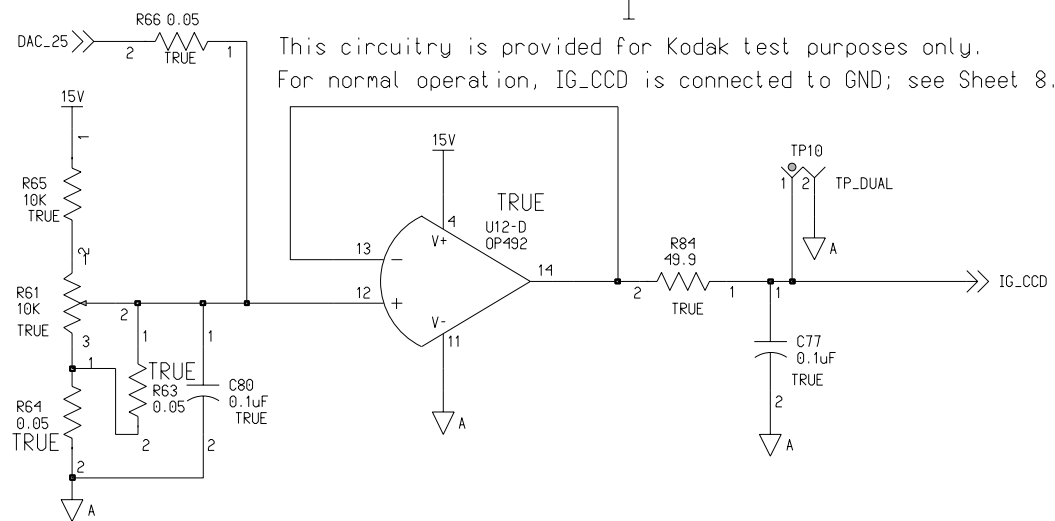 R66 0.05
DAC_25
2
1
TRUE
This circuitry is provided for Kodak test purposes only.
For normal operation, IG_CCD is connected to GND; see Sheet 8.
15V
1
R65
10K
TRUE
2
R61
10K
TRUE
2
3
1
R64
0.05
TRUE
2
A
1
TRUE
R63
0.05
2
1
C80
0.1uF
TRUE
2
15V
4
TRUE
U12-D
OP492
V+
13
12
14
V-
11
A
R84
49.9
2
1
TRUE
TP10
1
2
TP_DUAL
A
IG_CCD
1
C77
0.1uF
TRUE
2
A